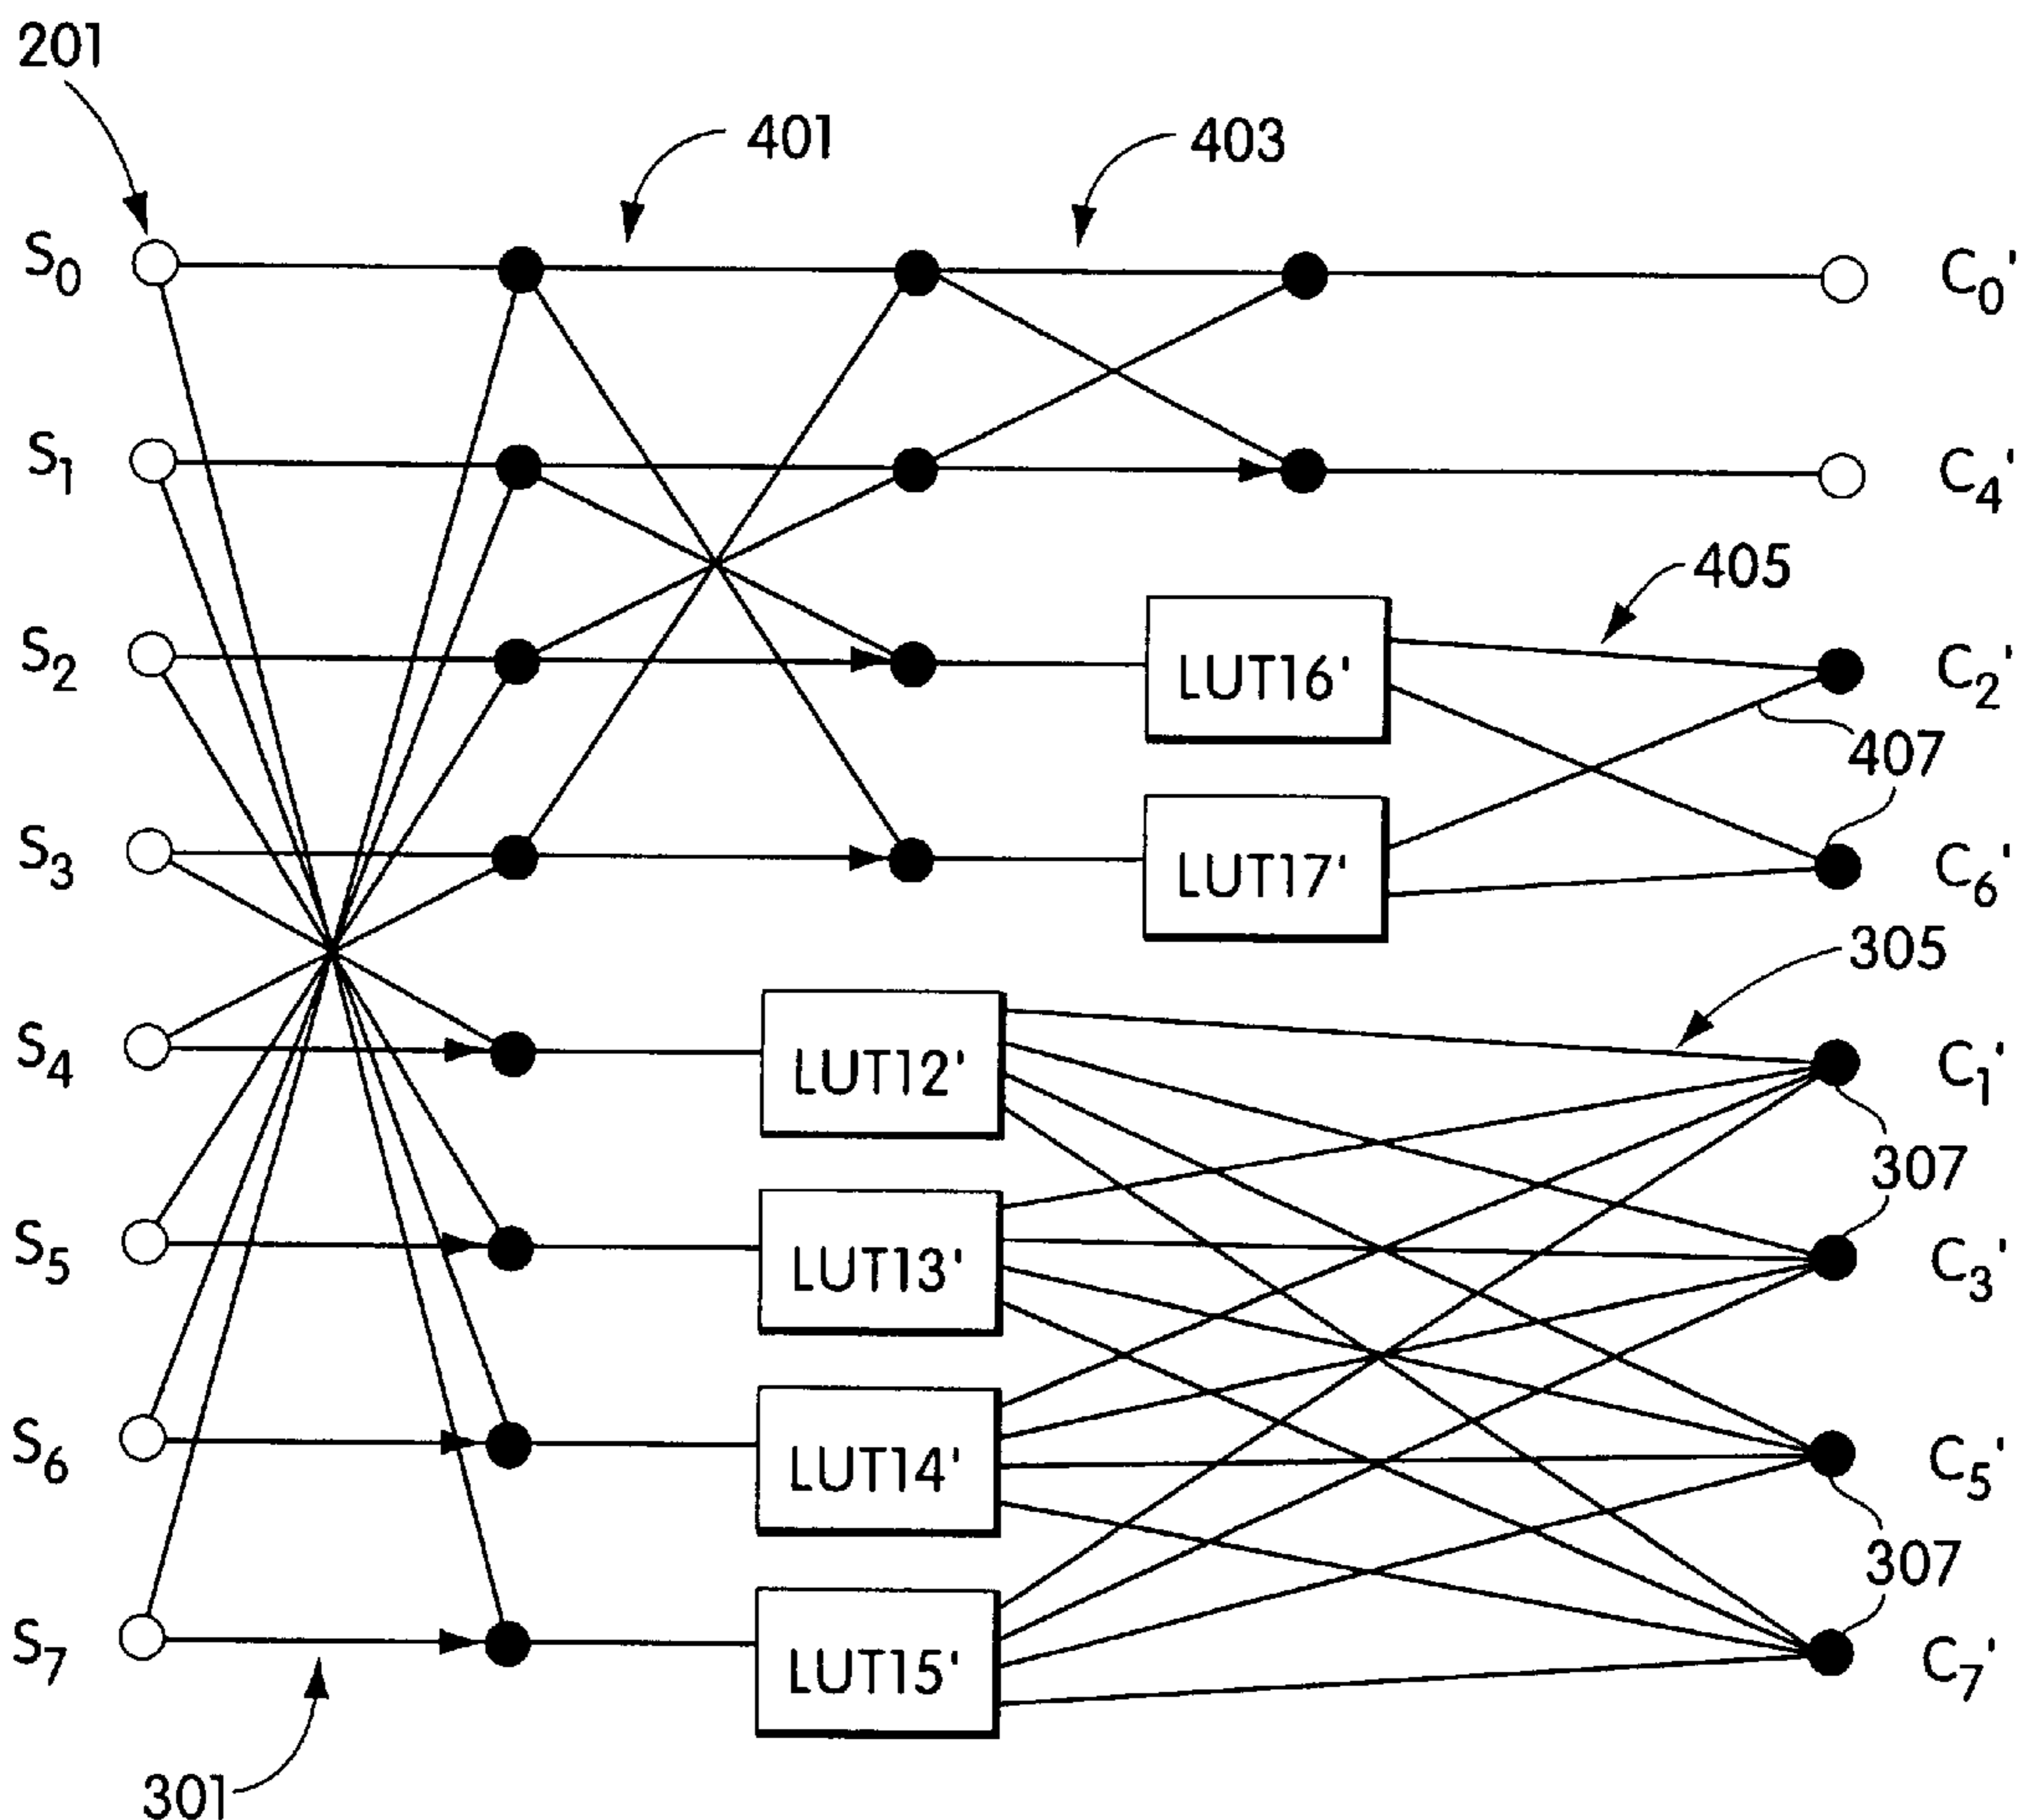 201
401
403
S0
C0'
S1
C4'
405
S2
LUT16'
C2'
407
S3
LUT17'
C6'
305
S4
LUT12'
C1'
307
S5
LUT13'
C3'
S6
LUT14'
C5'
307
S7
LUT15'
C7'
301